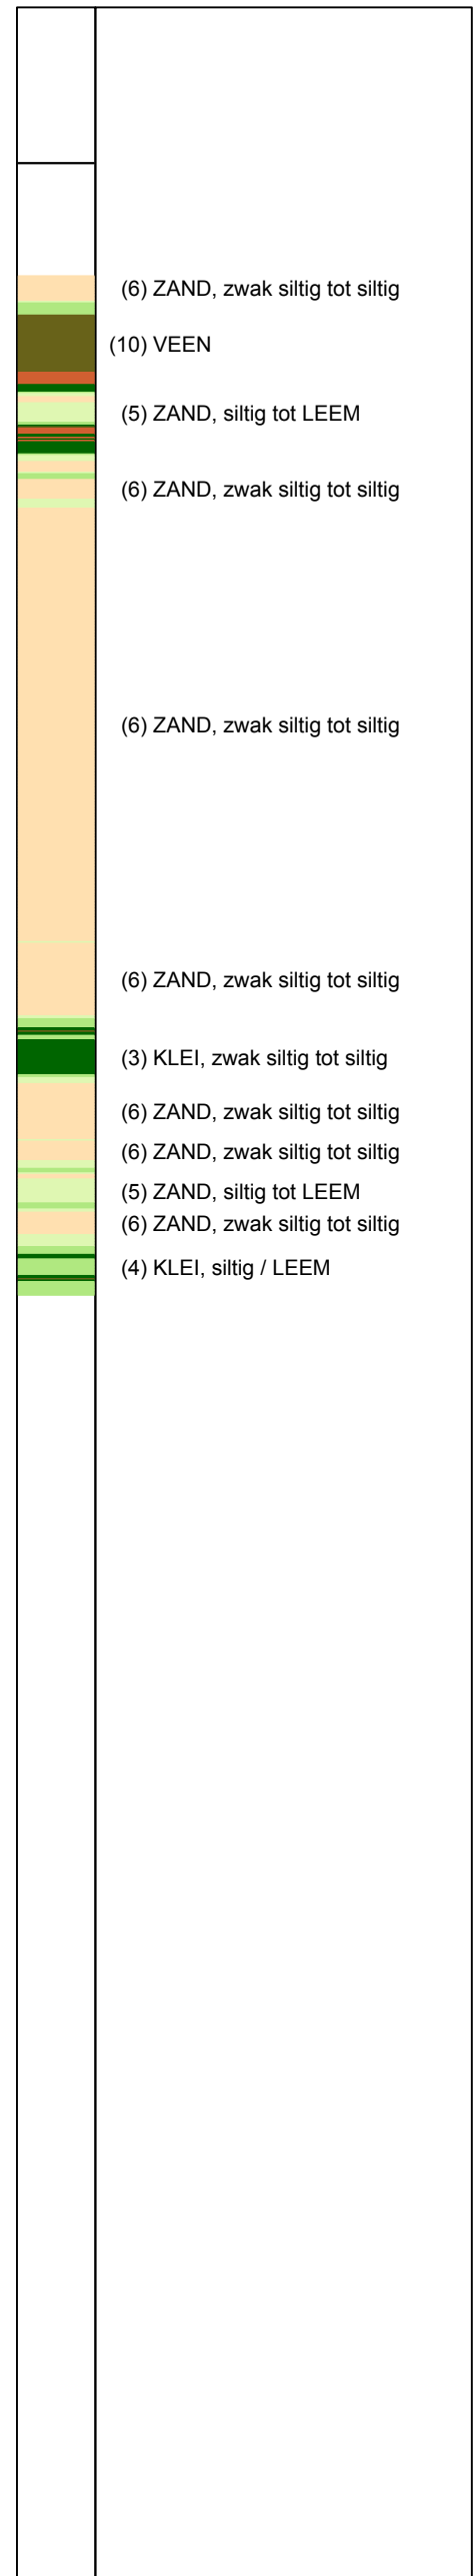 (6) ZAND, zwak siltig tot siltig
(10) VEEN
(5) ZAND, siltig tot LEEM
(6) ZAND, zwak siltig tot siltig
(6) ZAND, zwak siltig tot siltig
(6) ZAND, zwak siltig tot siltig
(3) KLEI, zwak siltig tot siltig
(6) ZAND, zwak siltig tot siltig
(6) ZAND, zwak siltig tot siltig
(5) ZAND, siltig tot LEEM
(6) ZAND, zwak siltig tot siltig
(4) KLEI, siltig / LEEM